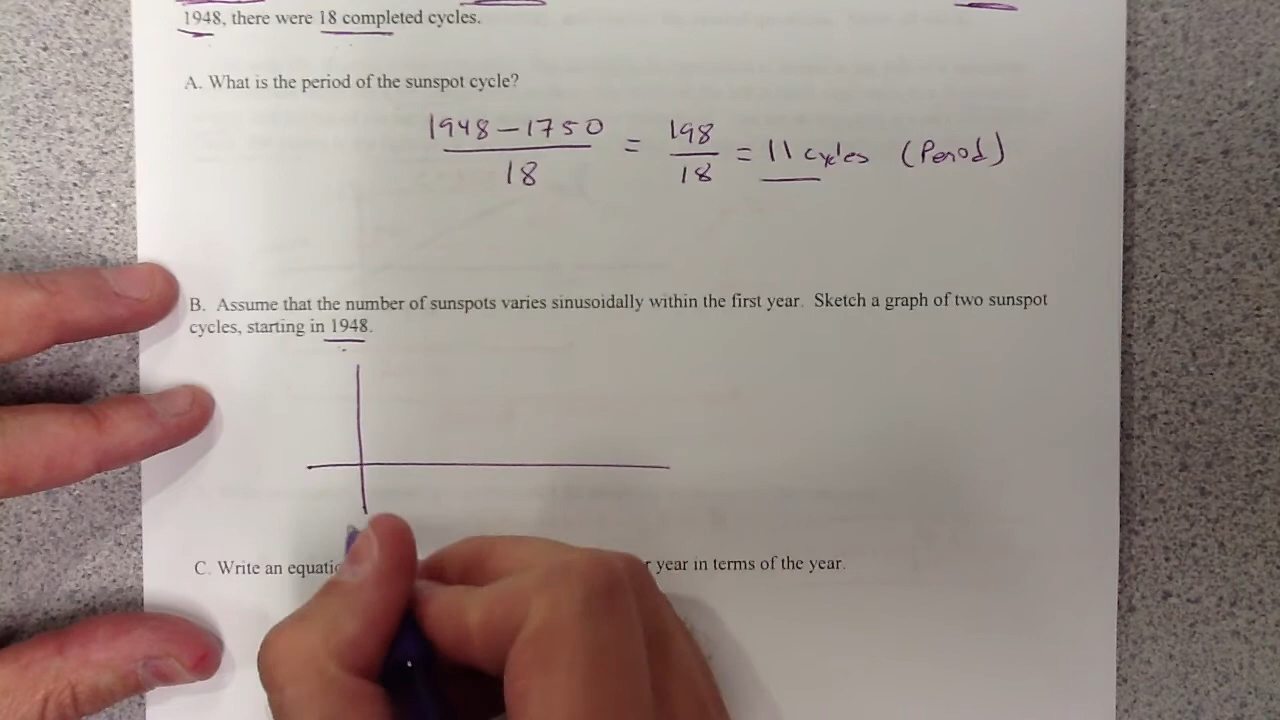 1948, there were 18 completed cycles.
A. What is the period of the sunspot cycle?
1948 - 1750 / 18 = 198 / 18 = 11 cycles (Period)
B. Assume that the number of sunspots varies sinusoidally within the first year. Sketch a graph of two sunspot
cycles, starting in 1948.
C. Write an year in terms of the year.